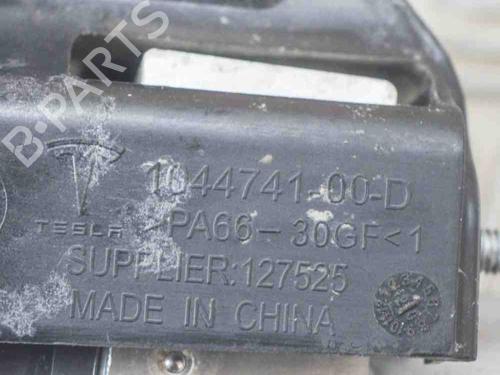 B-PARTS
1044741-00-D
TESLA >PA66-30GF<1
SUPPLIER:127525
MADE IN CHINA